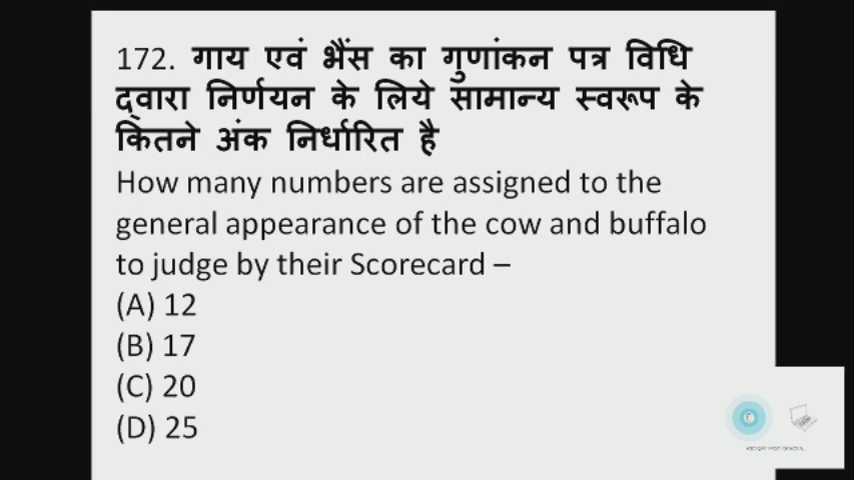 172. गाय एवं भैंस का गुणांकन पत्र विधि
द्वारा निर्णयन के लिये सामान्य स्वरूप के
कितने अंक निर्धारित है
How many numbers are assigned to the
general appearance of the cow and buffalo
to judge by their Scorecard –
(A) 12
(B) 17
(C) 20
(D) 25